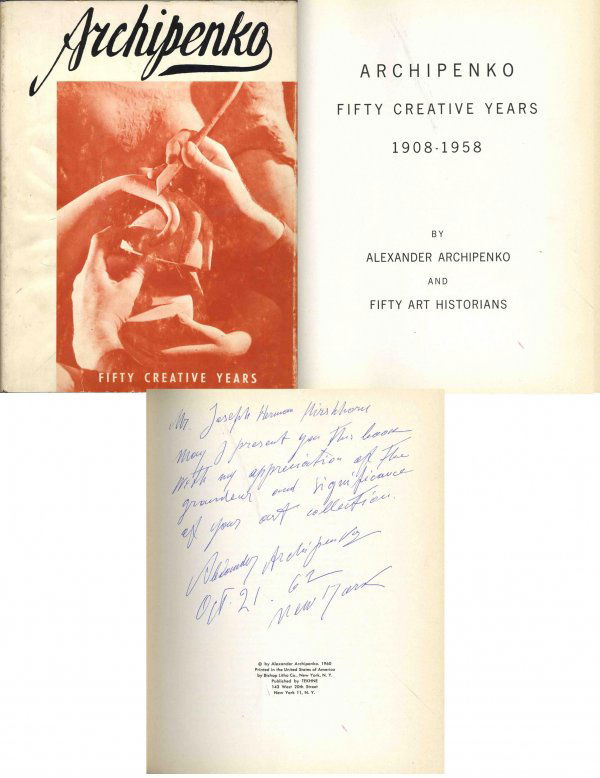 Archipenko
FIFTY CREATIVE YEARS
ARCHIPENKO
FIFTY CREATIVE YEARS
1908-1958
BY
ALEXANDER ARCHIPENKO
AND
FIFTY ART HISTORIANS
Mr. Joseph Herman Hirshhorn
may I present you this book
with my appreciation of the
grandeur and significance
of your art collection.
Alexander Archipenko
Oct. 21. 62
New York
© by Alexander Archipenko. 1960
Printed in the United States of America
by Bishop Litho Co., New York, N. Y.
Published by TEKHNE
142 West 20th Street
New York 11, N. Y.